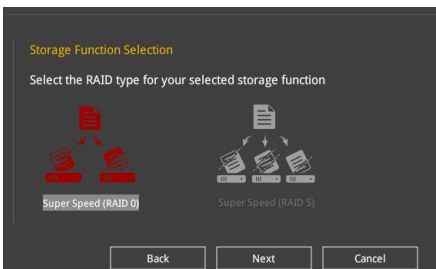 Storage Function Selection
Select the RAID type for your selected storage function
Super Speed (RAID 0)
Super Speed (RAID 5)
Back
Next
Cancel